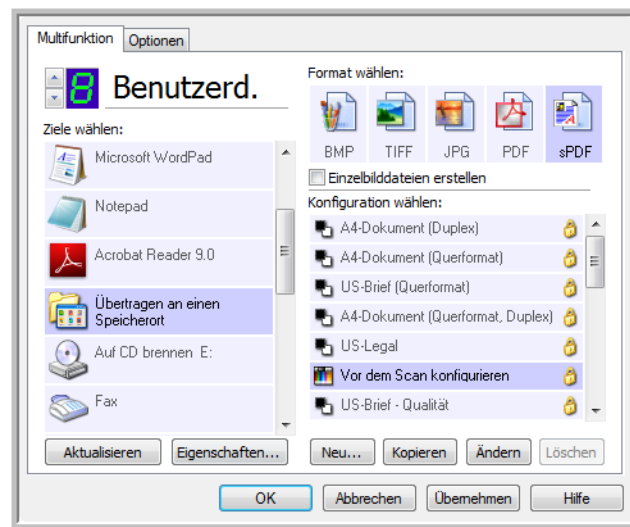 Multifunktion
Optionen
8
Benutzerd.
Ziele wählen:
Microsoft WordPad
Notepad
Acrobat Reader 9.0
Übertragen an einen
Speicherort
Auf CD brennen E:
Fax
Aktualisieren
Eigenschaften...
Format wählen:
BMP
TIFF
JPG
PDF
sPDF
Einzelbilddateien erstellen
Konfiguration wählen:
A4-Dokument (Duplex)
A4-Dokument (Querformat)
US-Brief (Querformat)
A4-Dokument (Querformat, Duplex)
US-Legal
Vor dem Scan konfigurieren
US-Brief - Qualität
Neu...
Kopieren
Ändern
Löschen
OK
Abbrechen
Übernehmen
Hilfe